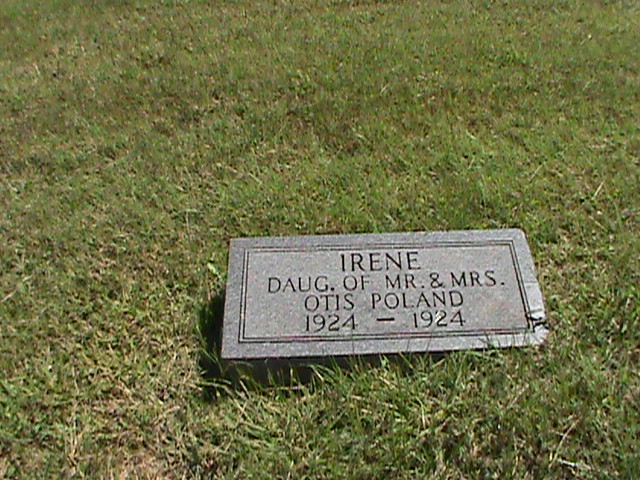 IRENE
DAUG. OF MR. & MRS.
OTIS POLAND
1924 - 1924